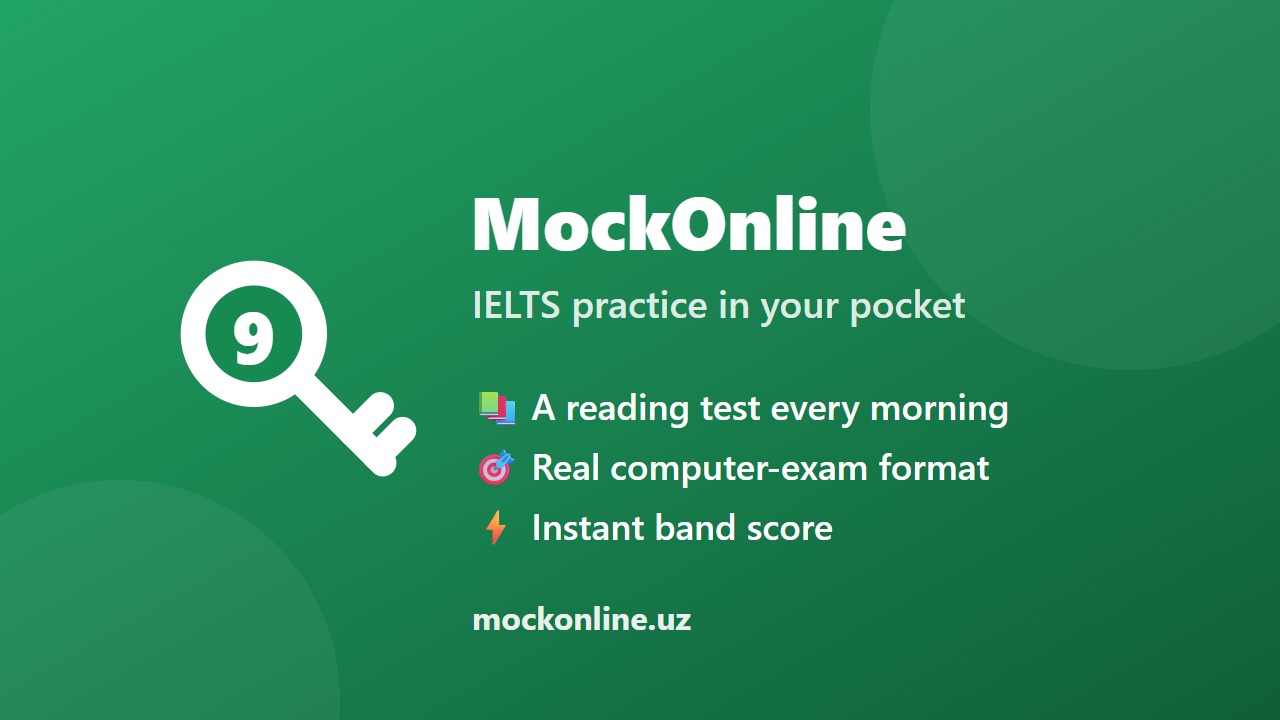 MockOnline
IELTS practice in your pocket
9
A reading test every morning
Real computer-exam format
Instant band score
mockonline.uz